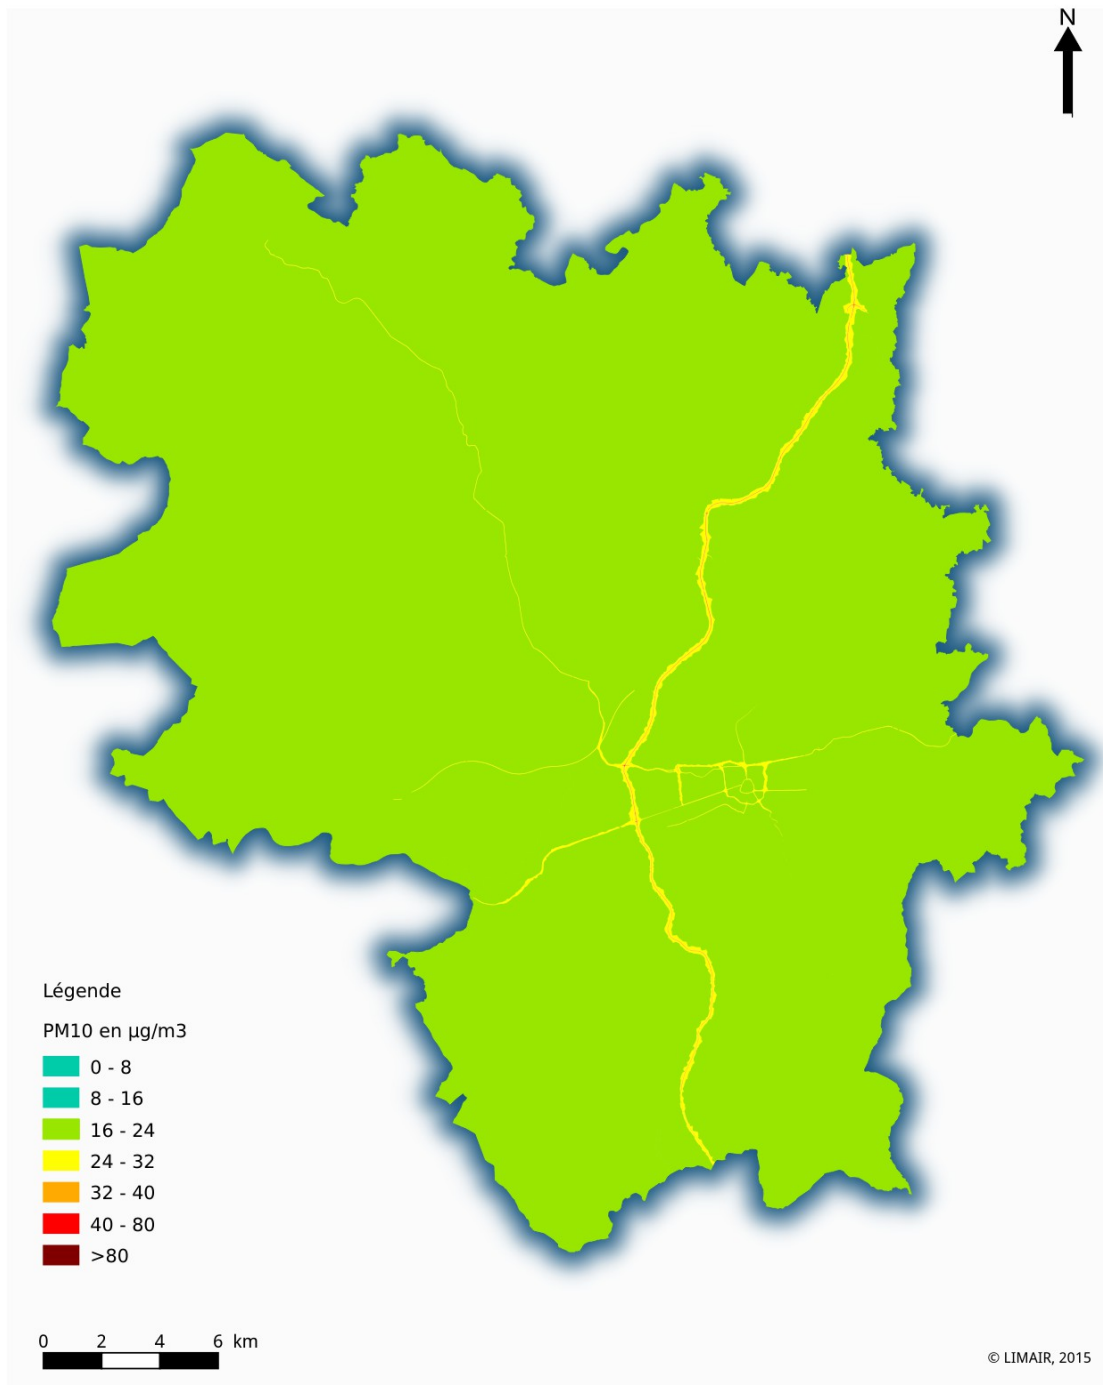 N
Légende
PM10 en µg/m3
0 - 8
8 - 16
16 - 24
24 - 32
32 - 40
40 - 80
>80
0 2 4 6 km
© LIMAIR, 2015